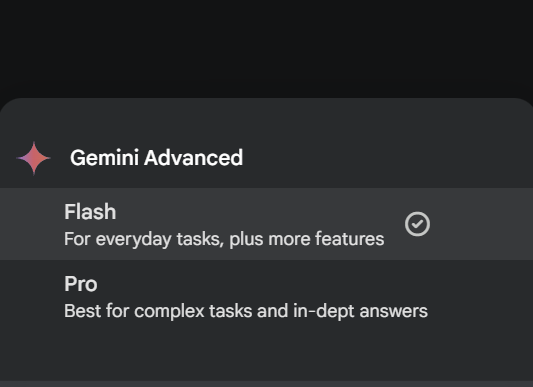 Gemini Advanced
Flash
For everyday tasks, plus more features
Pro
Best for complex tasks and in-dept answers